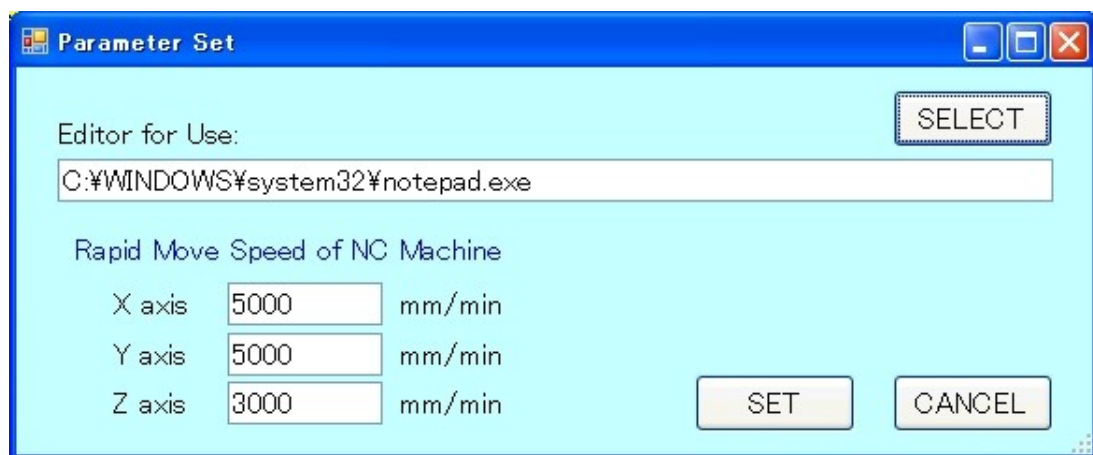 Parameter Set
SELECT
Editor for Use:
C:¥WINDOWS¥system32¥notepad.exe
Rapid Move Speed of NC Machine
X axis 5000 mm/min
Y axis 5000 mm/min
Z axis 3000 mm/min
SET CANCEL